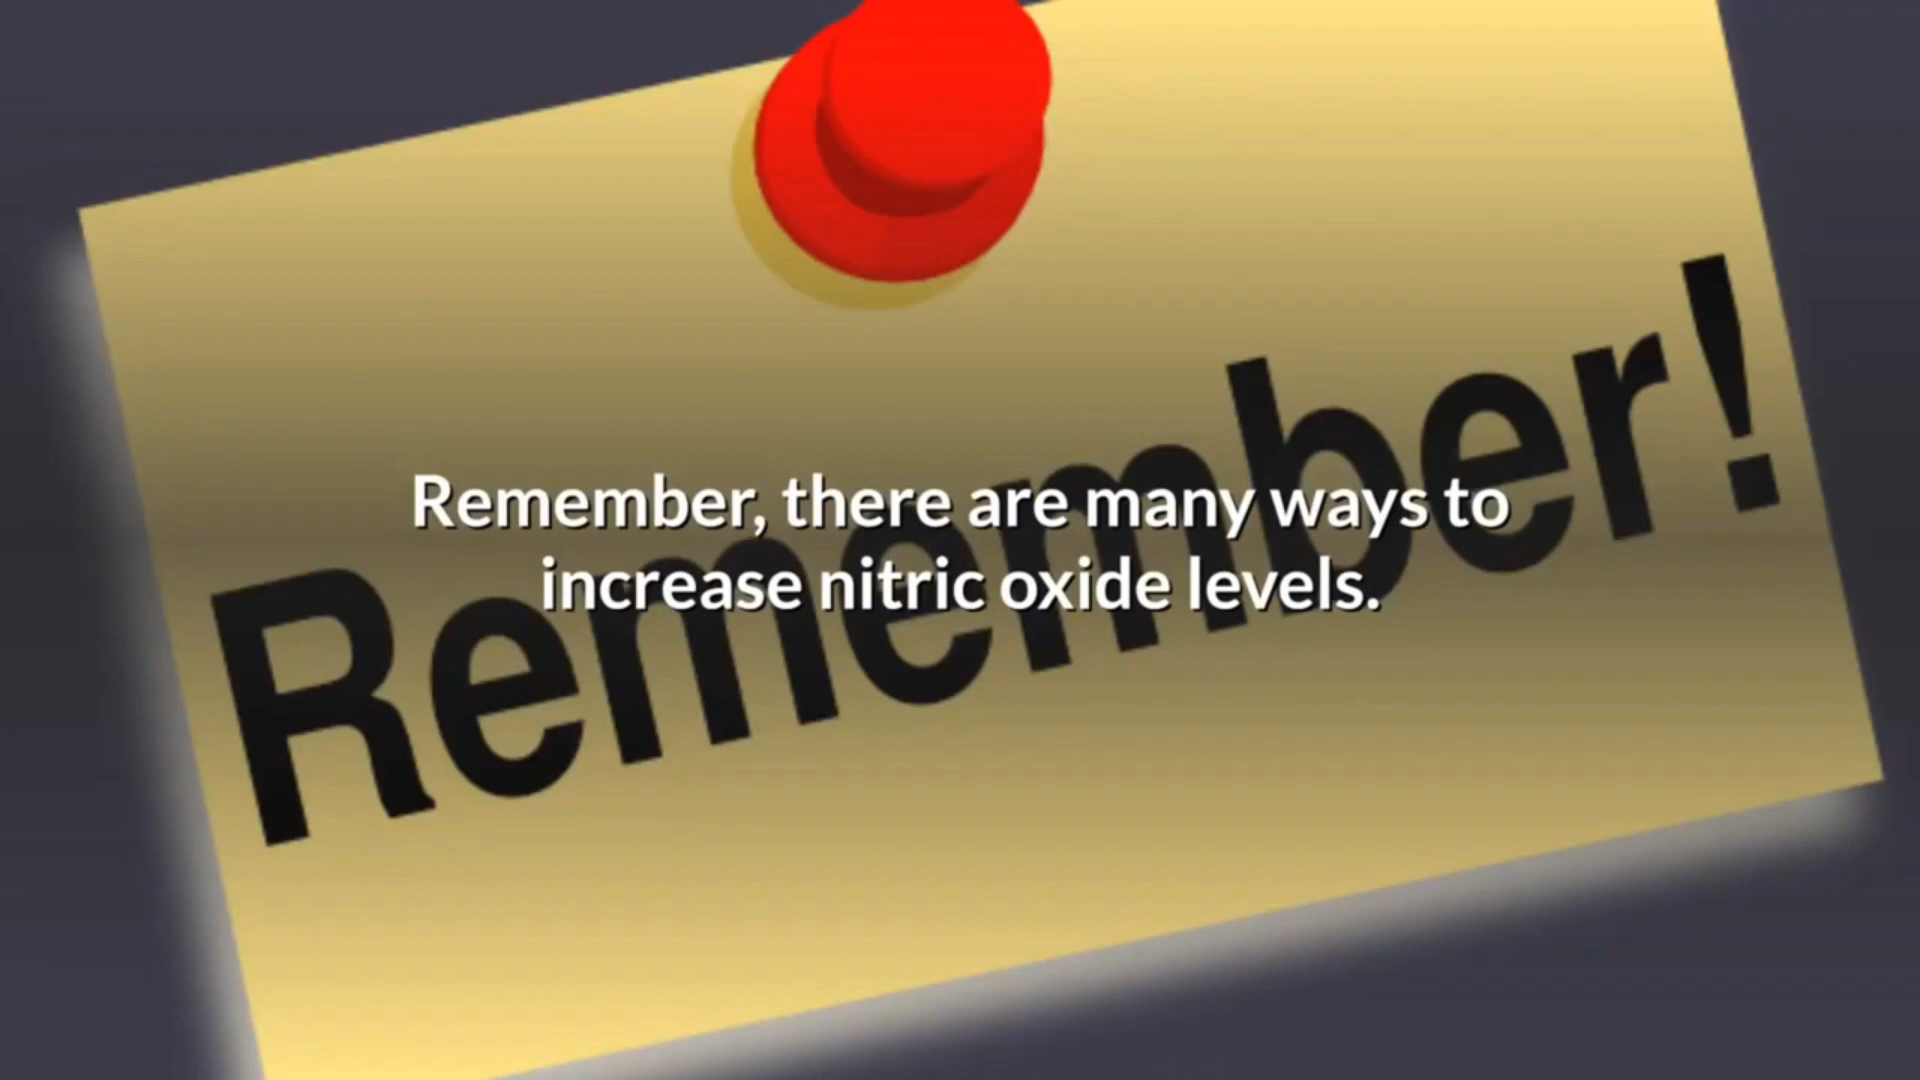 Remember!
Remember, there are many ways to
increase nitric oxide levels.